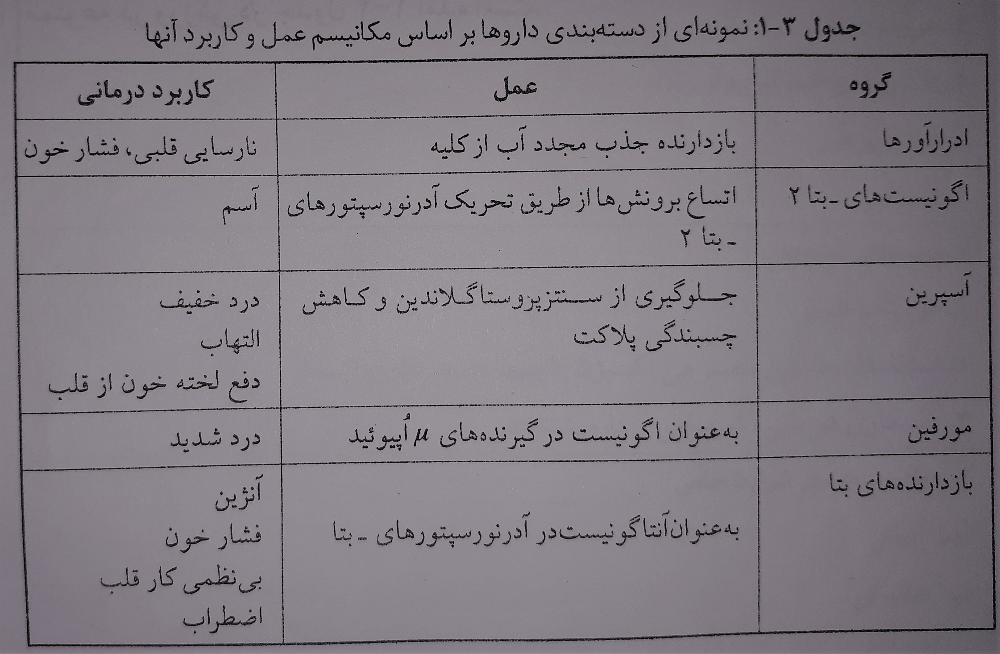 جدول ۳-۱: نمونه‌ای از دسته‌بندی داروها بر اساس مکانیسم عمل و کاربرد آنها
گروه عمل کاربرد درمانی
ادرارآورها بازدارنده جذب مجدد آب از کلیه نارسایی قلبی، فشار خون
اگونیست‌های -بتا ۲ اتساع برونش‌ها از طریق تحریک آدرنورسپتورهای آسم
- بتا ۲
آسپرین جلوگیری از سنتزپروستاگلاندین و کاهش درد خفیف
چسبندگی پلاکت التهاب
دفع لخته خون از قلب
مورفین به‌عنوان اگونیست در گیرنده‌های μ اُپیوئید درد شدید
بازدارنده‌های بتا آنژین
به‌عنوان آنتاگونیست در آدرنورسپتورهای - بتا فشار خون
بی‌نظمی کار قلب
اضطراب